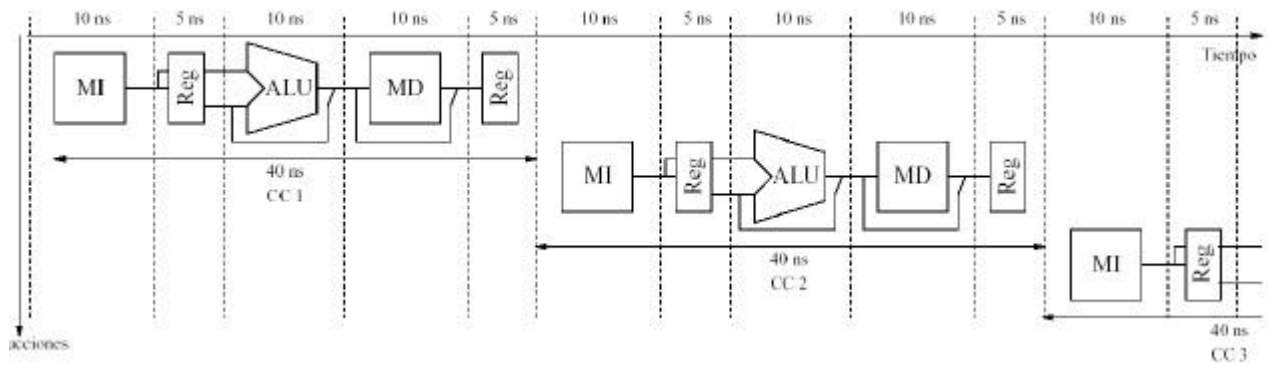 10 ns 5 ns 10 ns 10 ns 5 ns 10 ns 5 ns 10 ns 10 ns 5 ns 10 ns 5 ns
Tiempo
MI Reg ALU MD Reg
40 ns
CC 1
MI Reg ALU MD Reg
40 ns
CC 2
MI Reg
40 ns
CC 3
acciones